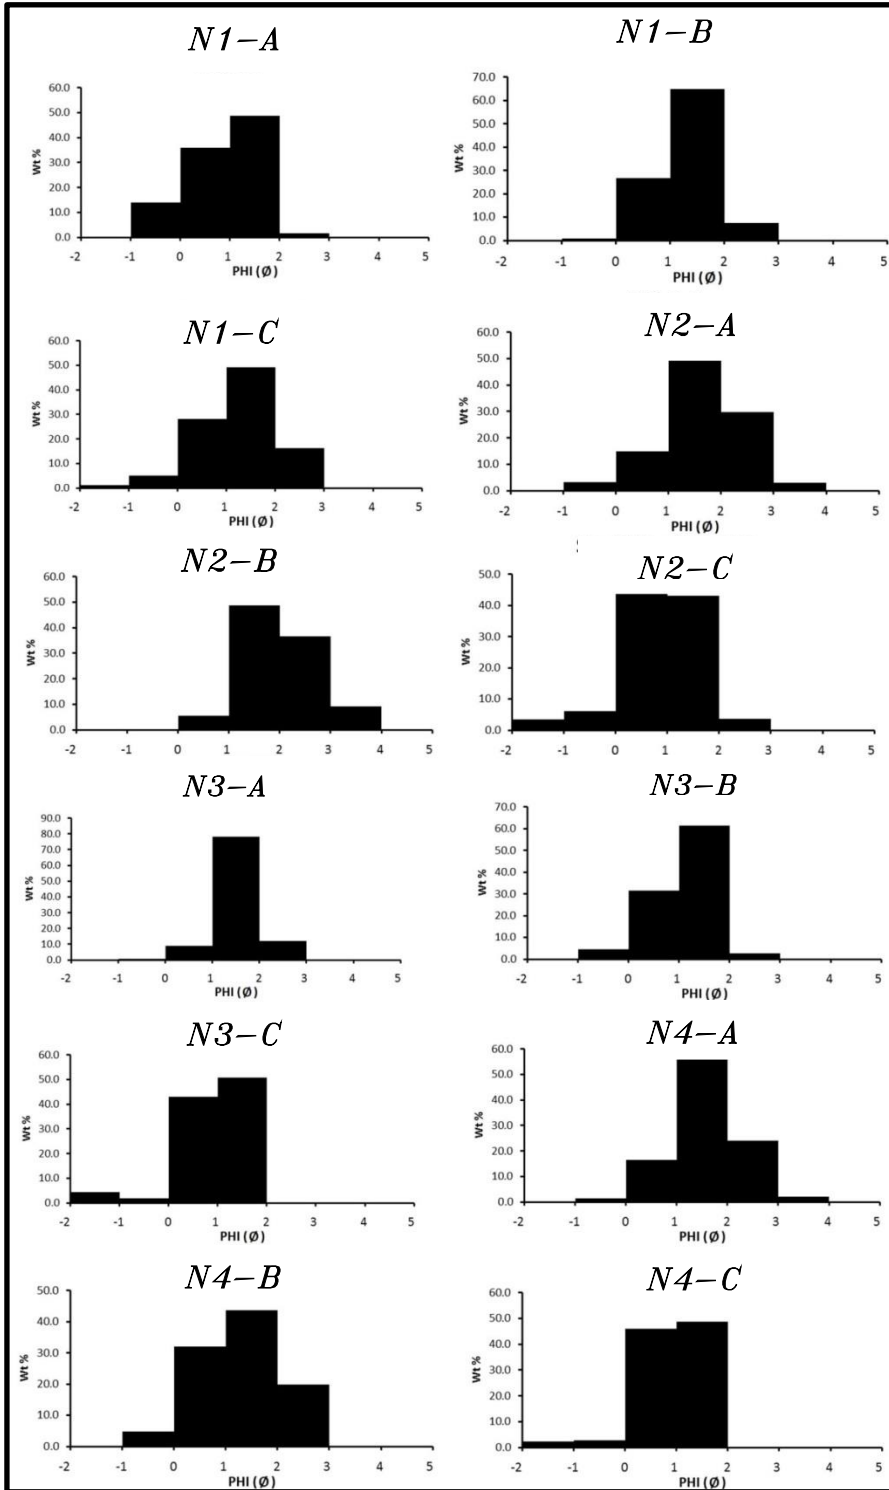 N1-A
60.0
50.0
40.0
30.0
20.0
10.0
0.0
Wt %
-2 -1 0 1 2 3 4 5
PHI (Ø)
N1-B
70.0
60.0
50.0
40.0
30.0
20.0
10.0
0.0
Wt %
-2 -1 0 1 2 3 4 5
PHI (Ø)
N1-C
60.0
50.0
40.0
30.0
20.0
10.0
0.0
Wt %
-2 -1 0 1 2 3 4 5
PHI (Ø)
N2-A
60.0
50.0
40.0
30.0
20.0
10.0
0.0
Wt %
-2 -1 0 1 2 3 4 5
PHI (Ø)
N2-B
60.0
50.0
40.0
30.0
20.0
10.0
0.0
Wt %
-2 -1 0 1 2 3 4 5
PHI (Ø)
N2-C
50.0
40.0
30.0
20.0
10.0
0.0
Wt %
-2 -1 0 1 2 3 4 5
PHI (Ø)
N3-A
90.0
80.0
70.0
60.0
50.0
40.0
30.0
20.0
10.0
0.0
Wt %
-2 -1 0 1 2 3 4 5
PHI (Ø)
N3-B
70.0
60.0
50.0
40.0
30.0
20.0
10.0
0.0
Wt %
-2 -1 0 1 2 3 4 5
PHI (Ø)
N3-C
60.0
50.0
40.0
30.0
20.0
10.0
0.0
Wt %
-2 -1 0 1 2 3 4 5
PHI (Ø)
N4-A
60.0
50.0
40.0
30.0
20.0
10.0
0.0
Wt %
-2 -1 0 1 2 3 4 5
PHI (Ø)
N4-B
50.0
40.0
30.0
20.0
10.0
0.0
Wt %
-2 -1 0 1 2 3 4 5
PHI (Ø)
N4-C
60.0
50.0
40.0
30.0
20.0
10.0
0.0
Wt %
-2 -1 0 1 2 3 4 5
PHI (Ø)